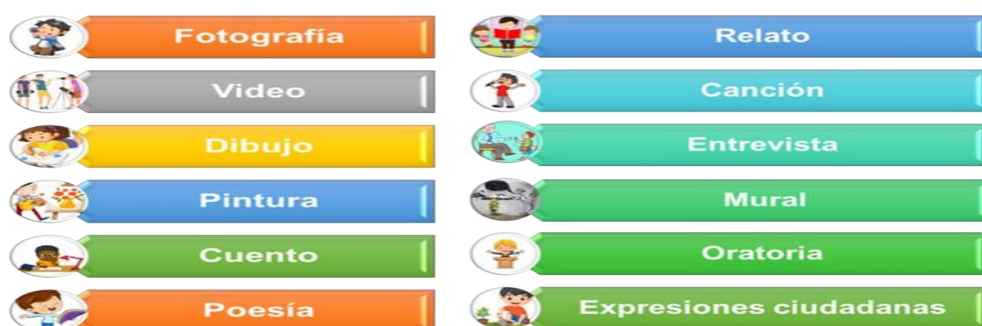 Fotografía
Video
Dibujo
Pintura
Cuento
Poesía
Relato
Canción
Entrevista
Mural
Oratoria
Expresiones ciudadanas